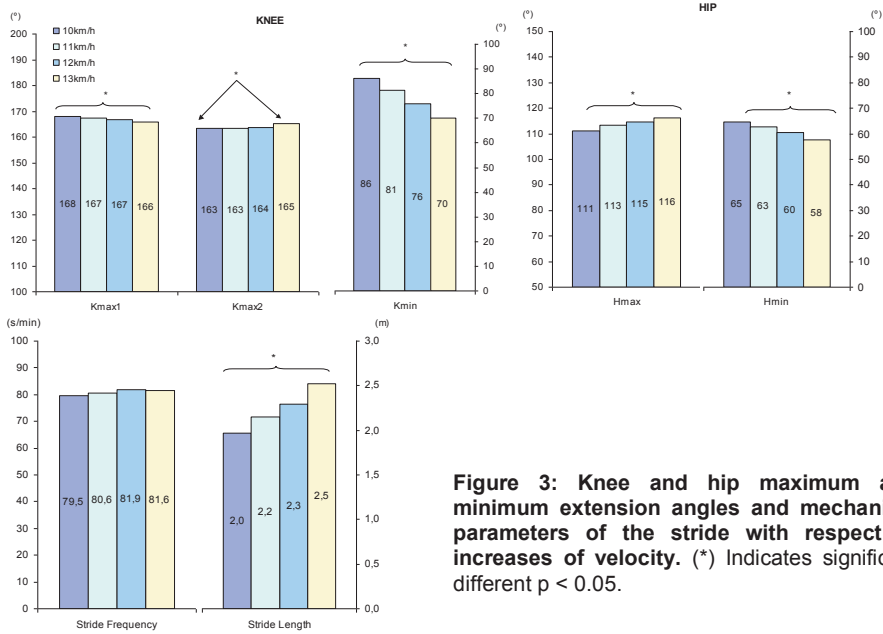 KNEE
(º)
(º)
10km/h
11km/h
12km/h
13km/h
200
190
180
170
160
150
140
130
120
110
100
*
*
*
168 167 167 166
163 163 164 165
86 81 76 70
100
90
80
70
60
50
40
30
20
10
0
Kmax1 Kmax2 Kmin
HIP
(º)
(º)
150
140
130
120
110
100
90
80
70
60
50
*
*
111 113 115 116
65 63 60 58
100
90
80
70
60
50
40
30
20
10
0
Hmax Hmin
(s/min)
(m)
100
90
80
70
60
50
40
30
20
10
0
*
79,5 80,6 81,9 81,6
2,0 2,2 2,3 2,5
3,0
2,5
2,0
1,5
1,0
0,5
0,0
Stride Frequency Stride Length
Figure 3: Knee and hip maximum a
minimum extension angles and mechani
parameters of the stride with respect
increases of velocity. (*) Indicates signific
different p < 0.05.